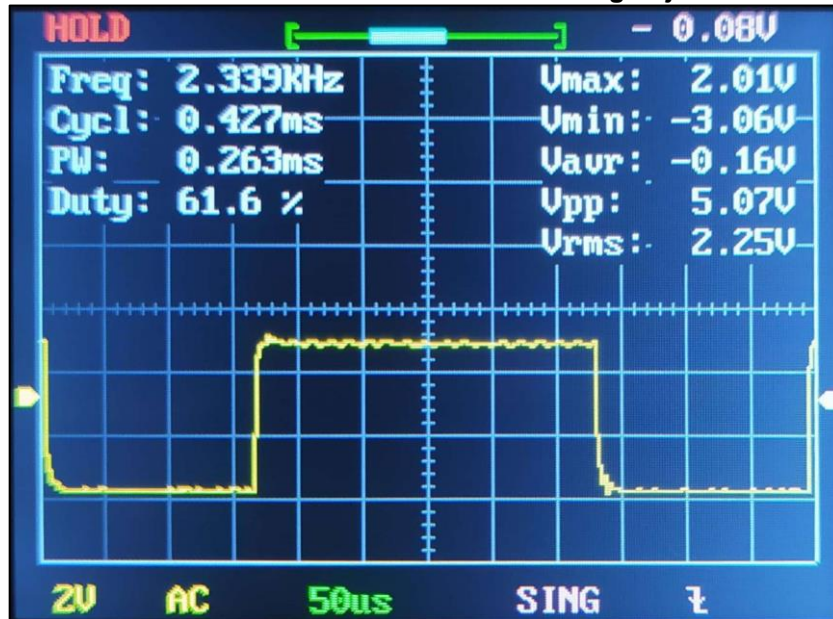 HOLD - 0.08V
Freq: 2.339KHz Vmax: 2.01V
Cycl: 0.427ms Vmin: -3.06V
PW: 0.263ms Vavr: -0.16V
Duty: 61.6 % Vpp: 5.07V
Vrms: 2.25V
2V AC 50us SING